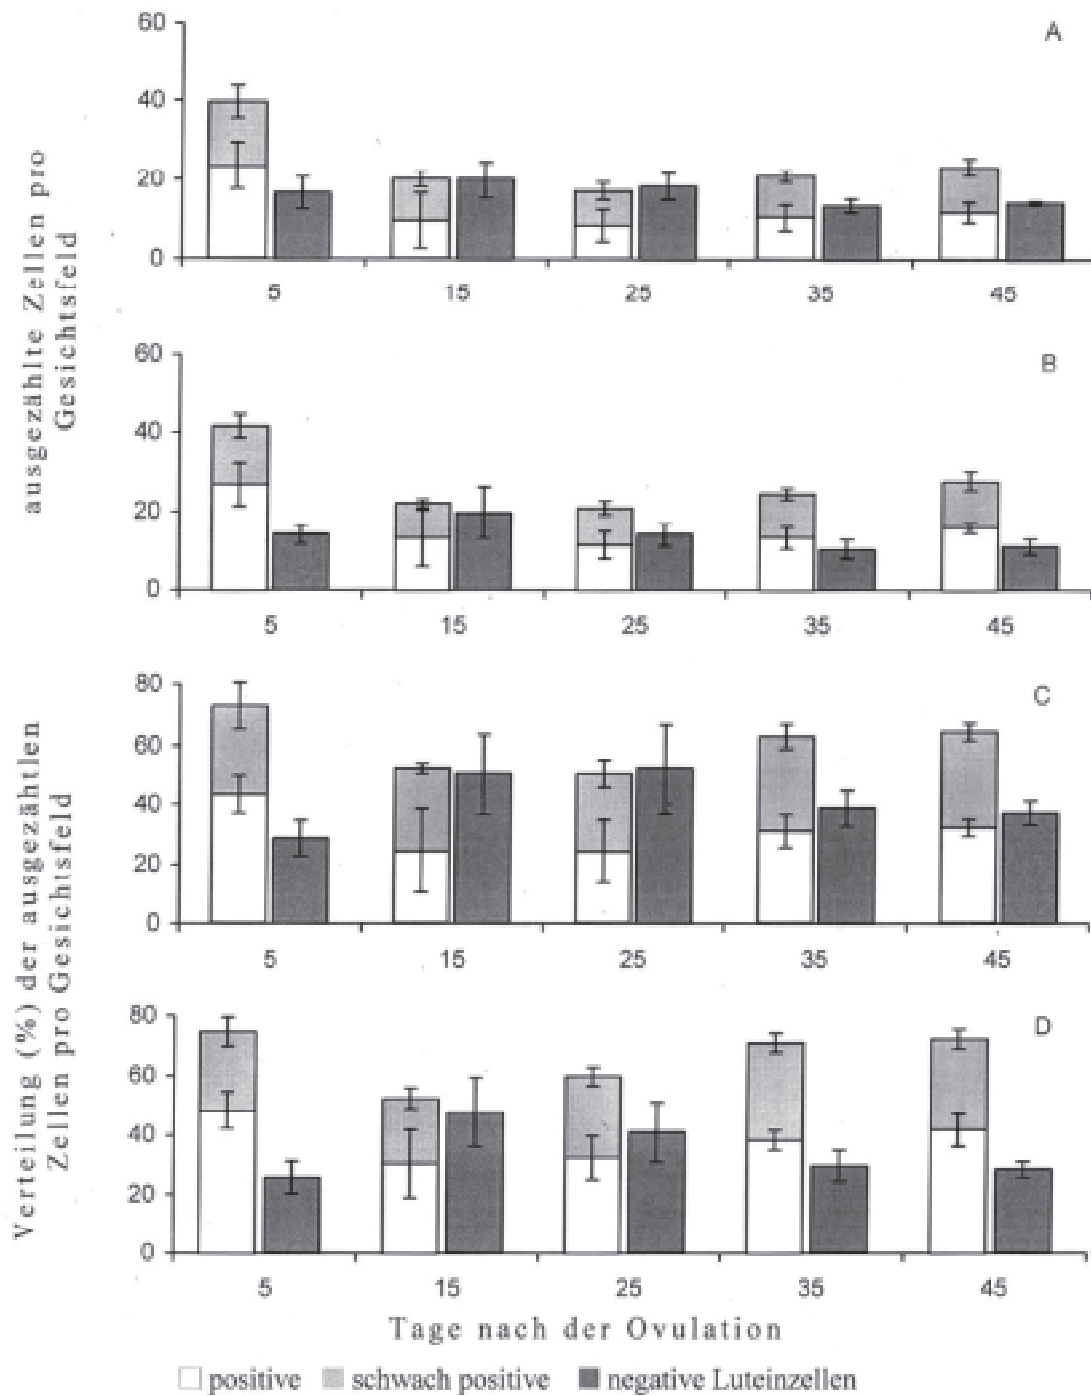 60
A
40
20
0
5 15 25 35 45
60
B
40
20
0
5 15 25 35 45
ausgezählte Zellen pro
Gesichtsfeld
80
C
60
40
20
0
5 15 25 35 45
80
D
60
40
20
0
5 15 25 35 45
Verteilung (%) der ausgezählten
Zellen pro Gesichtsfeld
Tage nach der Ovulation
positive schwach positive negative Luteinzellen